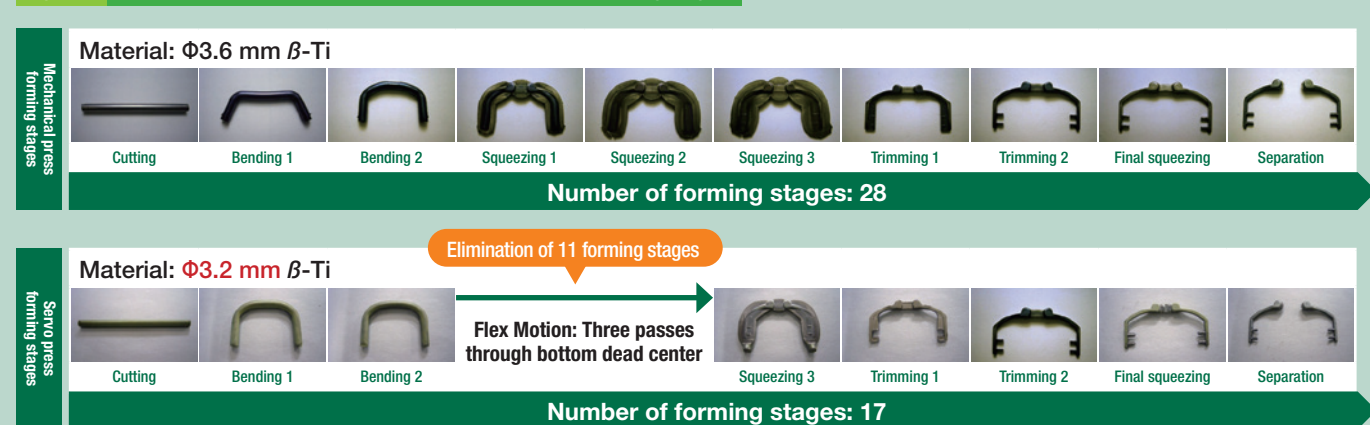 Mechanical press
forming stages
Material: Φ3.6 mm ß-Ti
Cutting
Bending 1
Bending 2
Squeezing 1
Squeezing 2
Squeezing 3
Trimming 1
Trimming 2
Final squeezing
Separation
Number of forming stages: 28
Servo press
forming stages
Material: Φ3.2 mm ß-Ti
Elimination of 11 forming stages
Flex Motion: Three passes
through bottom dead center
Cutting
Bending 1
Bending 2
Squeezing 3
Trimming 1
Trimming 2
Final squeezing
Separation
Number of forming stages: 17